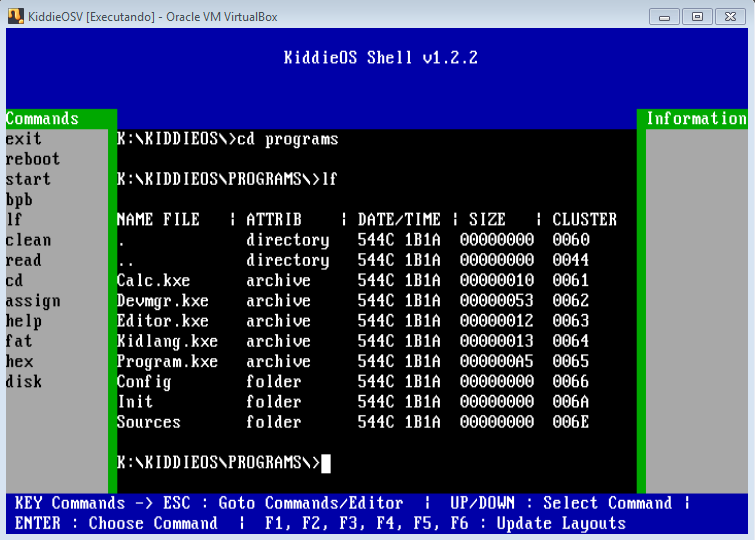 KiddieOSV [Executando] - Oracle VM VirtualBox
KiddieOS Shell v1.2.2
Commands
exit
reboot
start
bpb
lf
clean
read
cd
assign
help
fat
hex
disk
K:\KIDDIEOS\>cd programs
K:\KIDDIEOS\PROGRAMS\>lf
NAME FILE ¦ ATTRIB ¦ DATE/TIME ¦ SIZE ¦ CLUSTER
. directory 544C 1B1A 00000000 0060
.. directory 544C 1B1A 00000000 0044
Calc.kxe archive 544C 1B1A 00000010 0061
Devmgr.kxe archive 544C 1B1A 00000053 0062
Editor.kxe archive 544C 1B1A 00000012 0063
Kidlang.kxe archive 544C 1B1A 00000013 0064
Program.kxe archive 544C 1B1A 000000A5 0065
Config folder 544C 1B1A 00000000 0066
Init folder 544C 1B1A 00000000 006A
Sources folder 544C 1B1A 00000000 006E
K:\KIDDIEOS\PROGRAMS\>
Information
KEY Commands -> ESC : Goto Commands/Editor ¦ UP/DOWN : Select Command ¦
ENTER : Choose Command ¦ F1, F2, F3, F4, F5, F6 : Update Layouts